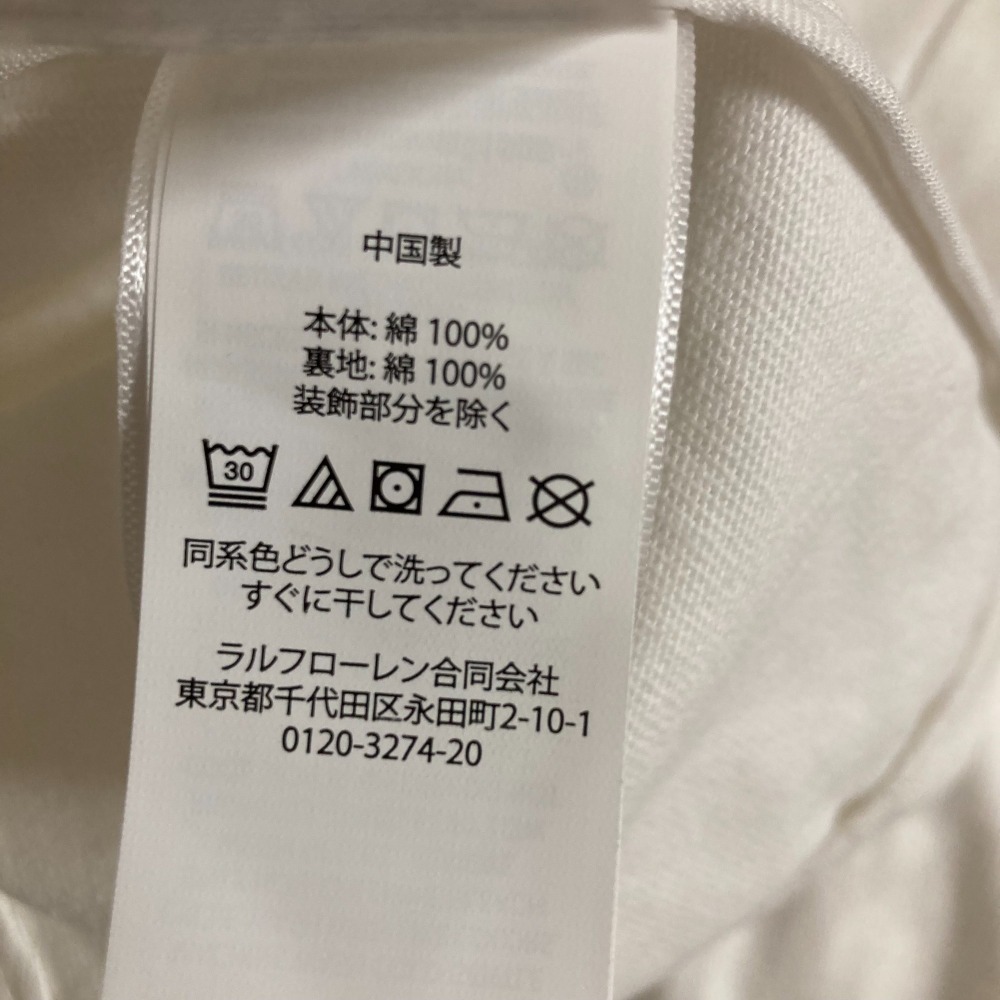 中国製
本体: 綿 100%
裏地: 綿 100%
装飾部分を除く
30
同系色どうしで洗ってください
すぐに干してください
ラルフローレン合同会社
東京都千代田区永田町2-10-1
0120-3274-20